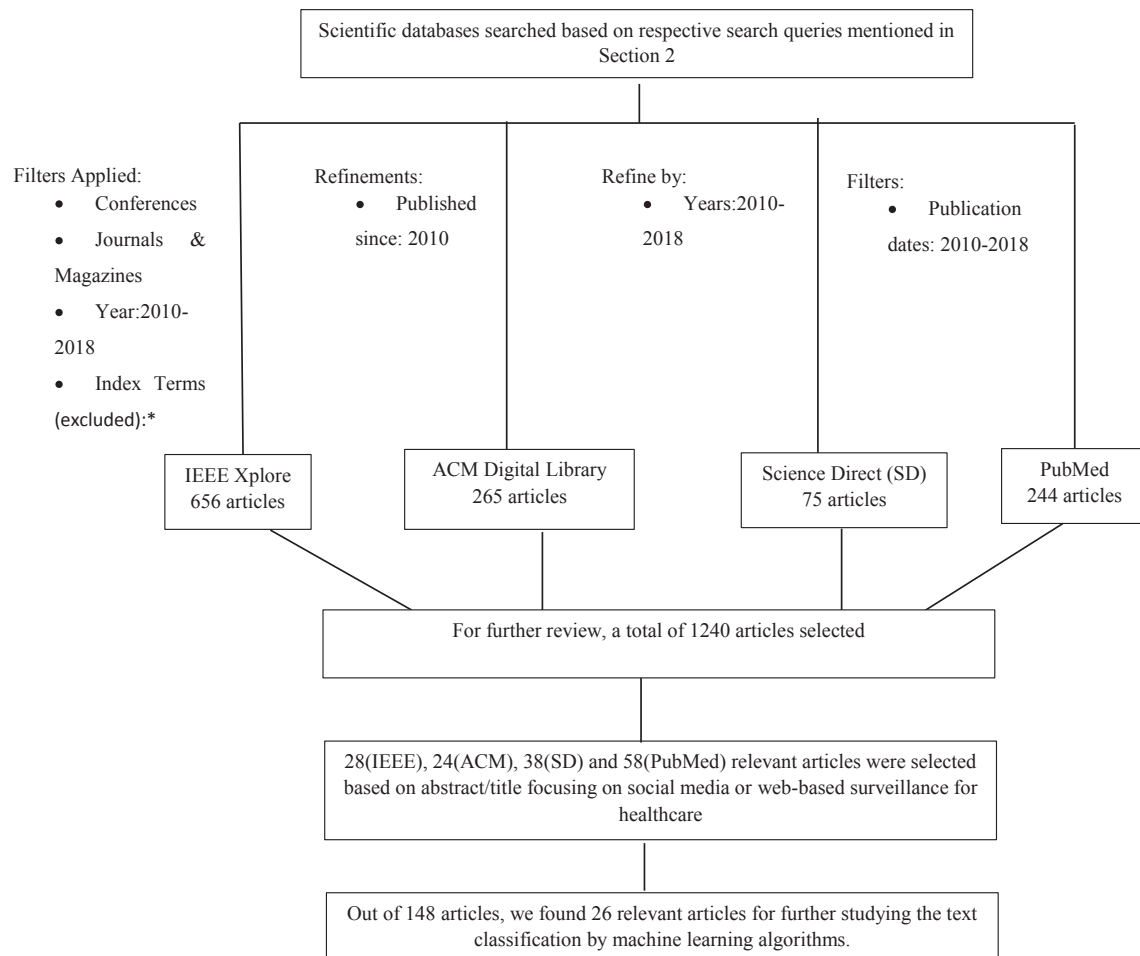 Scientific databases searched based on respective search queries mentioned in
Section 2
Filters Applied:
• Conferences
• Journals & 
Magazines
• Year:2010-
2018
• Index Terms
(excluded):*
Refinements:
• Published
since: 2010
Refine by:
• Years:2010-
2018
Filters:
• Publication
dates: 2010-2018
IEEE Xplore
656 articles
ACM Digital Library
265 articles
Science Direct (SD)
75 articles
PubMed
244 articles
For further review, a total of 1240 articles selected
28(IEEE), 24(ACM), 38(SD) and 58(PubMed) relevant articles were selected
based on abstract/title focusing on social media or web-based surveillance for
healthcare
Out of 148 articles, we found 26 relevant articles for further studying the text
classification by machine learning algorithms.